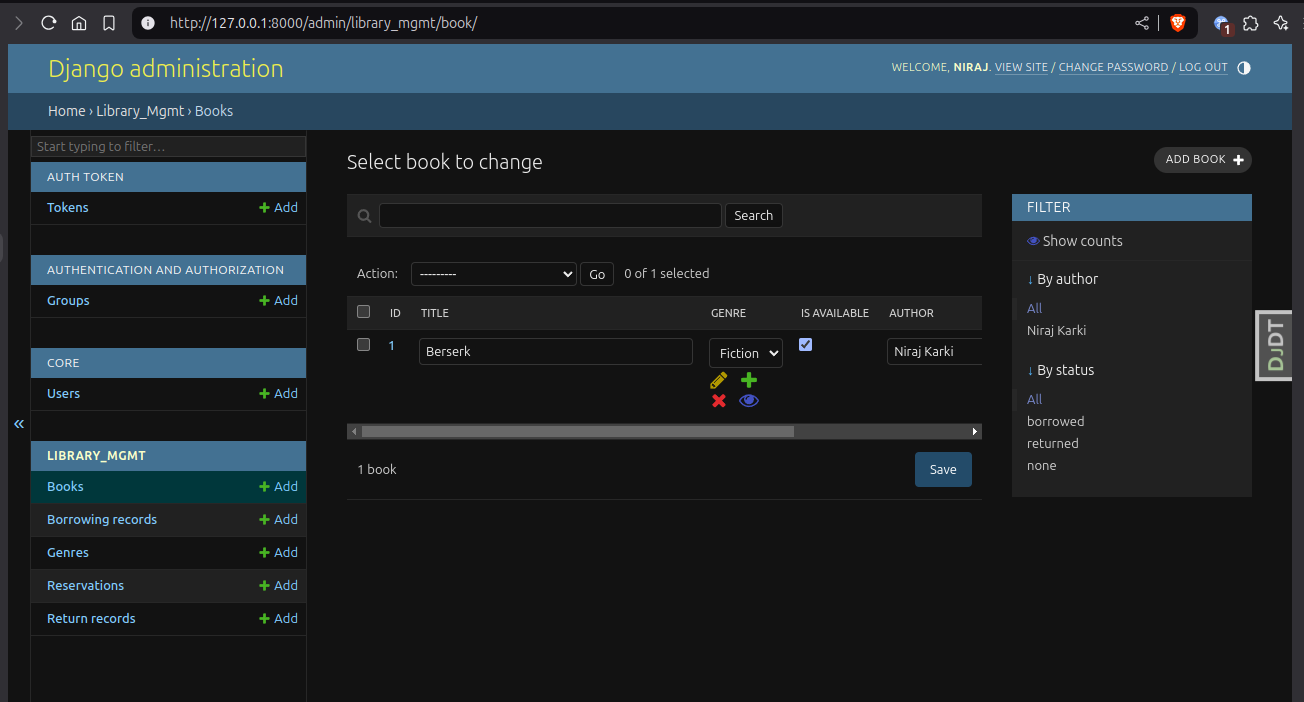 http://127.0.0.1:8000/admin/library_mgmt/book/
1
Django administration
WELCOME, NIRAJ. VIEW SITE / CHANGE PASSWORD / LOG OUT
Home › Library_Mgmt › Books
Start typing to filter…
AUTH TOKEN
Tokens Add
AUTHENTICATION AND AUTHORIZATION
Groups Add
CORE
Users Add
«
LIBRARY_MGMT
Books Add
Borrowing records Add
Genres Add
Reservations Add
Return records Add
Select book to change
ADD BOOK
Search
Action: --------- Go 0 of 1 selected
ID TITLE GENRE IS AVAILABLE AUTHOR
1 Berserk Fiction Niraj Karki
1 book
Save
FILTER
Show counts
↓ By author
All
Niraj Karki
↓ By status
All
borrowed
returned
none
DJDT